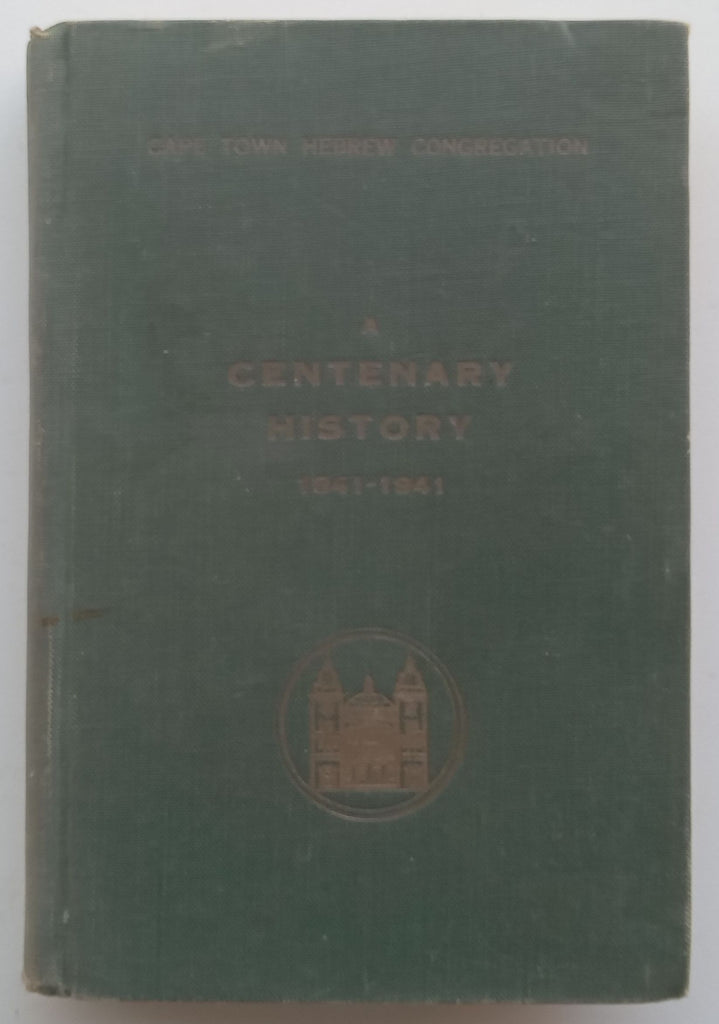 CAPE TOWN HEBREW CONGREGATION
A
CENTENARY
HISTORY
1841-1941